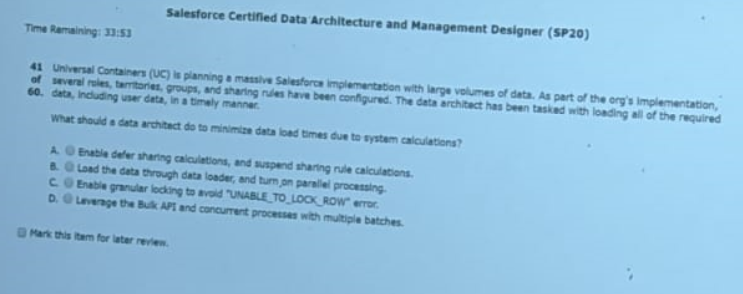 Salesforce Certified Data Architecture and Management Designer (SP20)
Time Remaining: 33:53
41 Universal Containers (UC) is planning a massive Salesforce implementation with large volumes of data. As part of the org's implementation,
of several roles, territories, groups, and sharing rules have been configured. The data architect has been tasked with loading all of the required
60. data, including user data, in a timely manner.
What should a data architect do to minimize data load times due to system calculations?
A. Enable defer sharing calculations, and suspend sharing rule calculations.
B. Load the data through data loader, and turn on parallel processing.
C. Enable granular locking to avoid "UNABLE_TO_LOCK_ROW" error.
D. Leverage the Bulk API and concurrent processes with multiple batches.
Mark this item for later review.